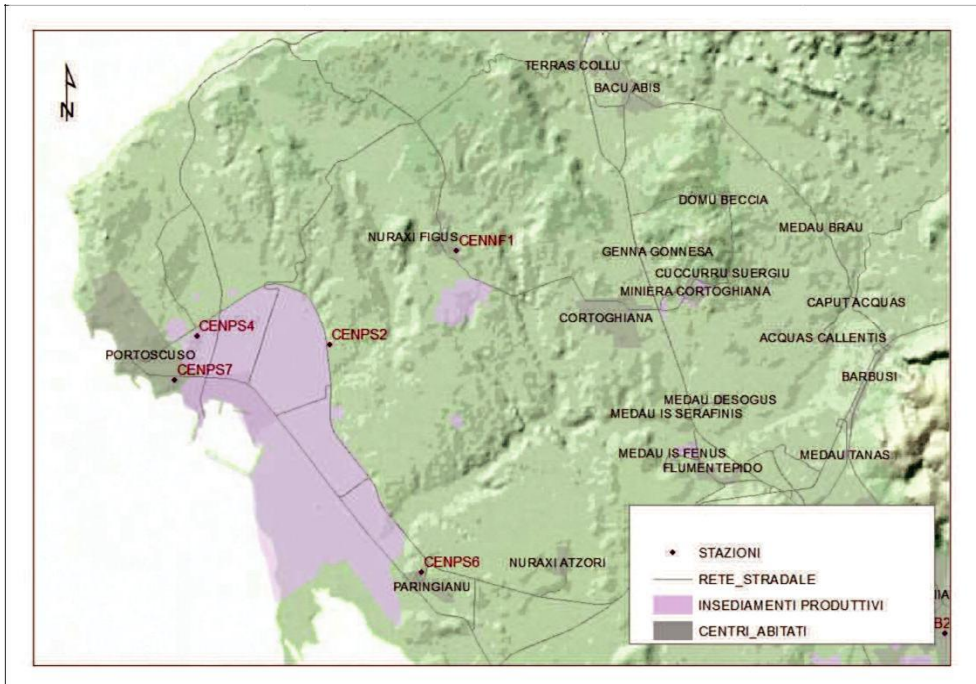 N
TERRAS COLLU
BACU ABIS
DOMU BECCIA
MEDAU BRAU
NURAXI FIGUS
CENNF1
GENNA GONNESA
CUCCURRU SUERGIU
MINIERA CORTOGHIANA
CAPUT ACQUAS
CORTOGHIANA
CENPS4
CENPS2
ACQUAS CALLENTIS
PORTOSCUSO
CENPS7
BARBUSI
MEDAU DESOGUS
MEDAU IS SERAFINIS
MEDAU IS FENUS
MEDAU TANAS
FLUMENTEPIDO
CENPS6
NURAXI ATZORI
PARINGIANU
STAZIONI
RETE_STRADALE
INSEDIAMENTI PRODUTTIVI
CENTRI_ABITATI